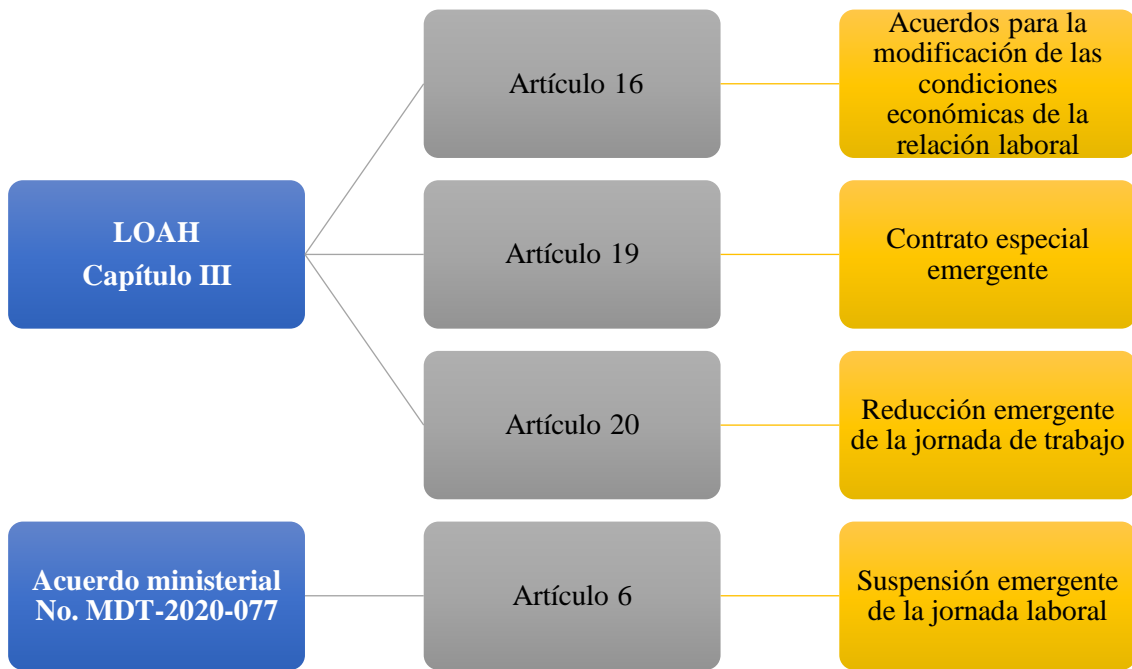 LOAH
Capítulo III
Artículo 16
Acuerdos para la
modificación de las
condiciones
económicas de la
relación laboral
Artículo 19
Contrato especial
emergente
Artículo 20
Reducción emergente
de la jornada de trabajo
Acuerdo ministerial
No. MDT-2020-077
Artículo 6
Suspensión emergente
de la jornada laboral